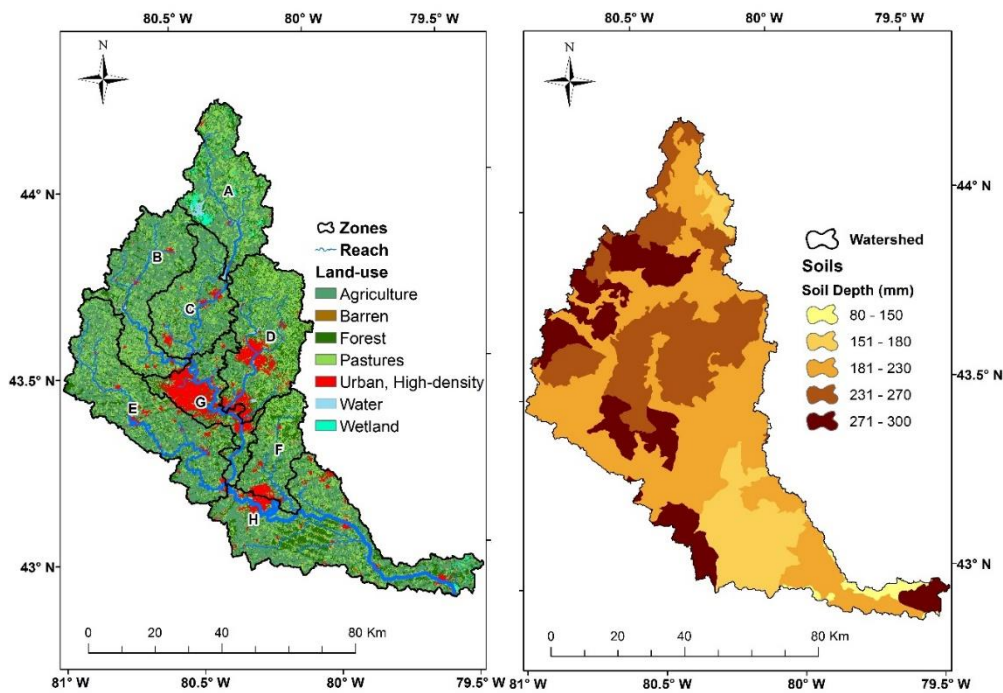 80.5° W
80° W
79.5° W
N
44° N
43.5° N
43° N
A
B
C
D
E
G
F
H
Zones
Reach
Land-use
Agriculture
Barren
Forest
Pastures
Urban, High-density
Water
Wetland
0 20 40 80 Km
81° W
80.5° W
80° W
79.5° W
80.5° W
80° W
79.5° W
N
44° N
43.5° N
43° N
Watershed
Soils
Soil Depth (mm)
80 - 150
151 - 180
181 - 230
231 - 270
271 - 300
0 20 40 80 Km
81° W
80.5° W
80° W
79.5° W